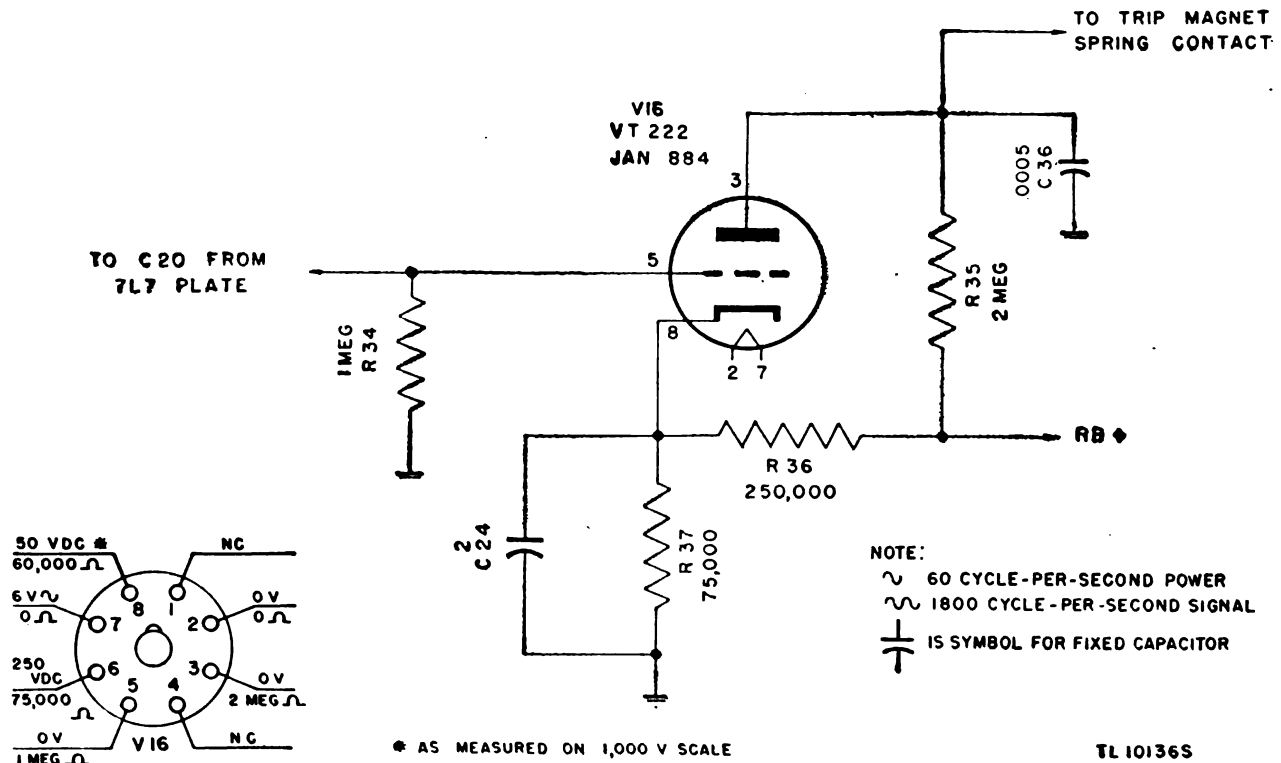 TO TRIP MAGNET
SPRING CONTACT
V16
VT 222
JAN 884
3
.0005
C 36
TO C20 FROM
7L7 PLATE
5
R 35
2 MEG
1 MEG
R 34
8
2 7
RB+
R 36
250,000
2
C 24
R 37
75,000
50 VDC *
60,000 Ω
NC
6 V ∿
0 Ω
8
1
0 V
0 Ω
7
2
250
VDC
75,000
Ω
6
3
0 V
2 MEG Ω
5
4
0 V
1 MEG Ω
V 16
NC
NOTE:
∿ 60 CYCLE-PER-SECOND POWER
∿∿ 1800 CYCLE-PER-SECOND SIGNAL
IS SYMBOL FOR FIXED CAPACITOR
* AS MEASURED ON 1,000 V SCALE
TL 10136S